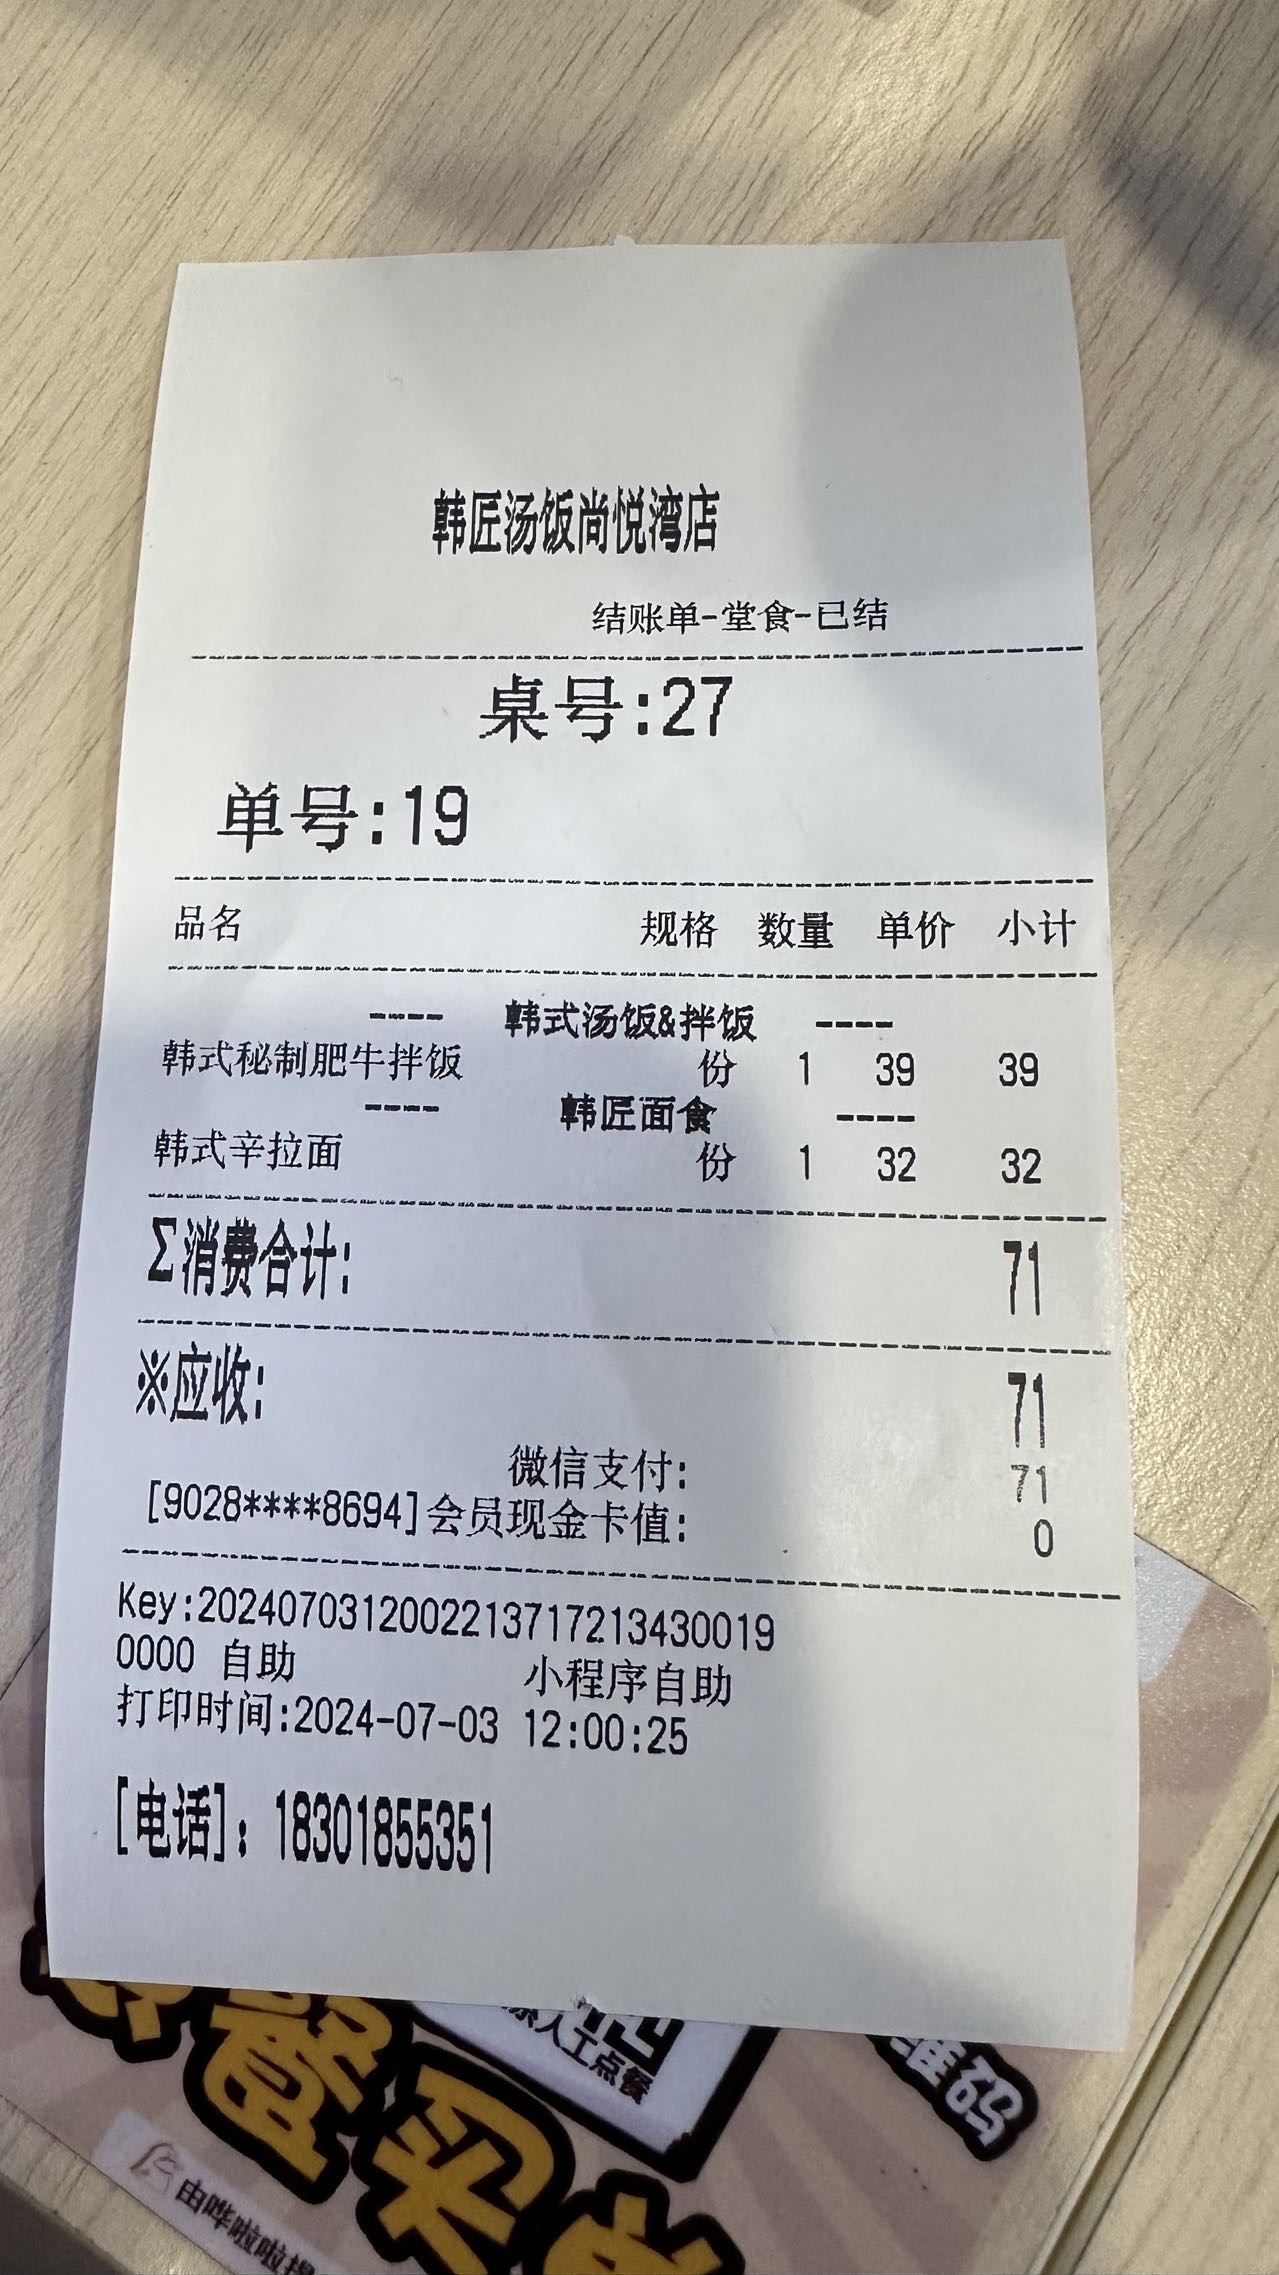 韩匠汤饭尚悦湾店
结账单-堂食-已结
桌号:27
单号:19
品名 规格 数量 单价 小计
---- 韩式汤饭&拌饭 ----
韩式秘制肥牛拌饭 份 1 39 39
---- 韩匠面食 ----
韩式辛拉面 份 1 32 32
Σ消费合计: 71
※应收: 71
微信支付: 71
[9028****8694]会员现金卡值: 0
Key:2024070312002213717213430019
0000 自助 小程序自助
打印时间:2024-07-03 12:00:25
[电话]: 18301855351
人工点餐
维码
由哗啦啦提